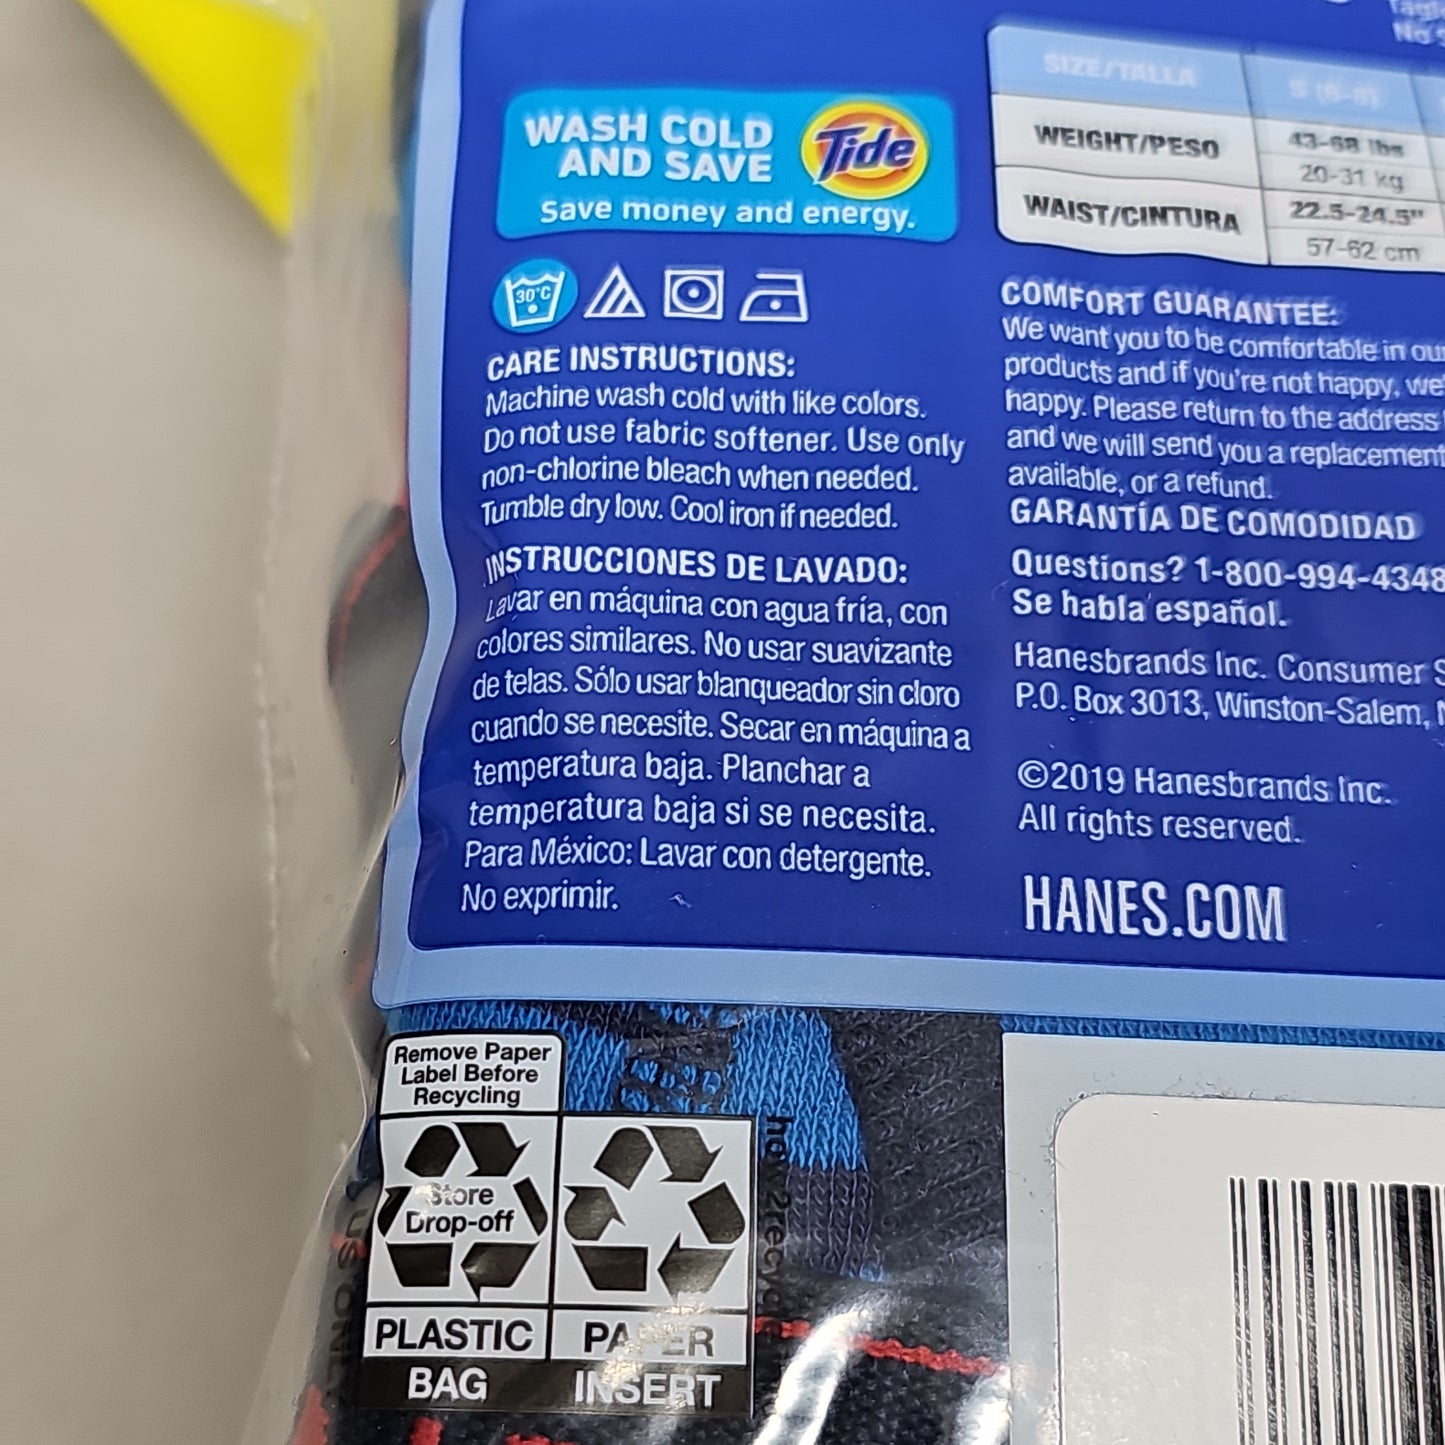 WASH COLD
AND SAVE
Tide
Save money and energy.
30°C
CARE INSTRUCTIONS:
Machine wash cold with like colors.
Do not use fabric softener. Use only
non-chlorine bleach when needed.
Tumble dry low. Cool iron if needed.
INSTRUCCIONES DE LAVADO:
Lavar en máquina con agua fría, con
colores similares. No usar suavizante
de telas. Sólo usar blanqueador sin cloro
cuando se necesite. Secar en máquina a
temperatura baja. Planchar a
temperatura baja si se necesita.
Para México: Lavar con detergente.
No exprimir.
SIZE/TALLA
WEIGHT/PESO 43-68 lbs
20-31 kg
WAIST/CINTURA 22.5-24.5"
57-62 cm
COMFORT GUARANTEE:
We want you to be comfortable in our
products and if you're not happy, we
happy. Please return to the address
and we will send you a replacement
available, or a refund.
GARANTÍA DE COMODIDAD
Questions? 1-800-994-4348
Se habla español.
Hanesbrands Inc. Consumer
P.O. Box 3013, Winston-Salem,
©2019 Hanesbrands Inc.
All rights reserved.
HANES.COM
Remove Paper
Label Before
Recycling
Store
Drop-off
PLASTIC
BAG
PAPER
INSERT
how2recycle
US ONLY